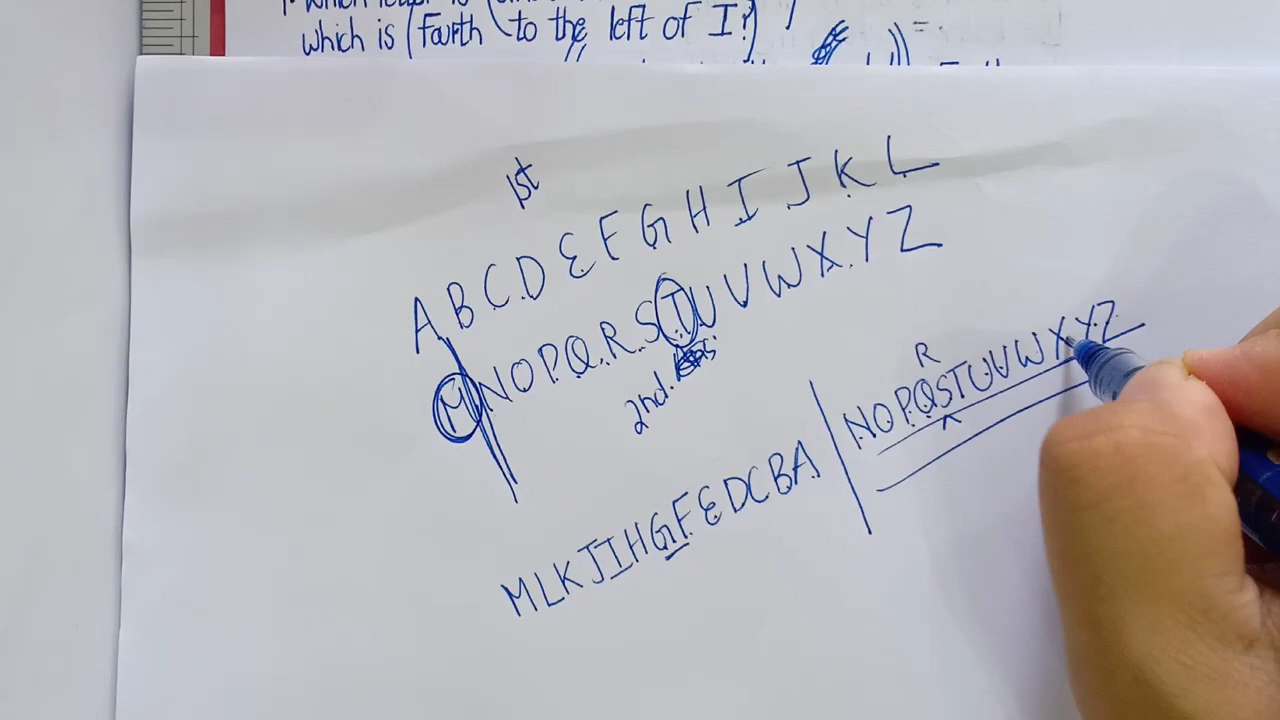 which is (fourth to the left of I?)
1st
A B C D E F G H I J K L
M N O P Q R S T U V W X Y Z
2nd
R
M L K J I H G F E D C B A | N O P Q S T U V W X Y Z